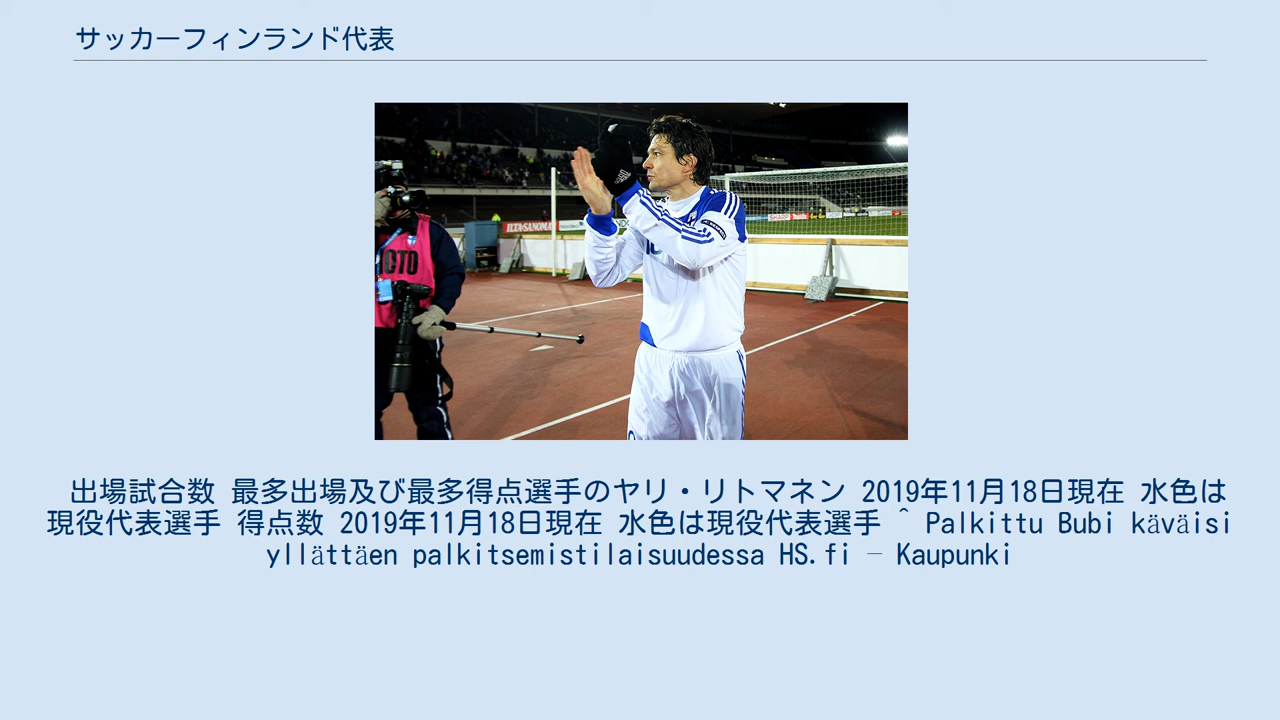 サッカーフィンランド代表
ILTA-SANOMAT
SHARP
FOTO
出場試合数 最多出場及び最多得点選手のヤリ・リトマネン 2019年11月18日現在 水色は
現役代表選手 得点数 2019年11月18日現在 水色は現役代表選手 ^ Palkittu Bubi käväisi
yllättäen palkitsemistilaisuudessa HS.fi – Kaupunki